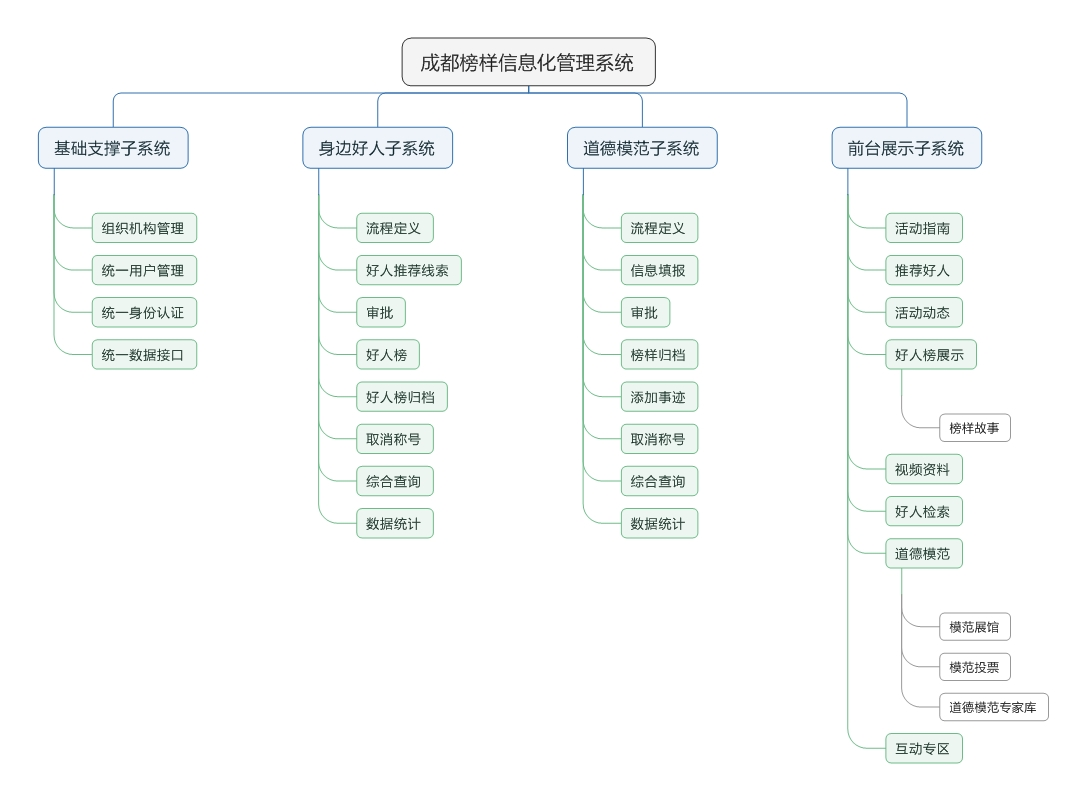 成都榜样信息化管理系统
基础支撑子系统
组织机构管理
统一用户管理
统一身份认证
统一数据接口
身边好人子系统
流程定义
好人推荐线索
审批
好人榜
好人榜归档
取消称号
综合查询
数据统计
道德模范子系统
流程定义
信息填报
审批
榜样归档
添加事迹
取消称号
综合查询
数据统计
前台展示子系统
活动指南
推荐好人
活动动态
好人榜展示
榜样故事
视频资料
好人检索
道德模范
模范展馆
模范投票
道德模范专家库
互动专区